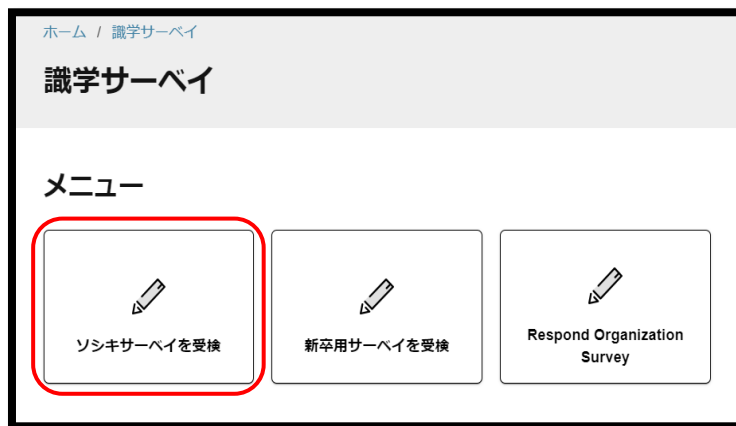 ホーム / 識学サーベイ
識学サーベイ
メニュー
ソシキサーベイを受検
新卒用サーベイを受検
Respond Organization
Survey